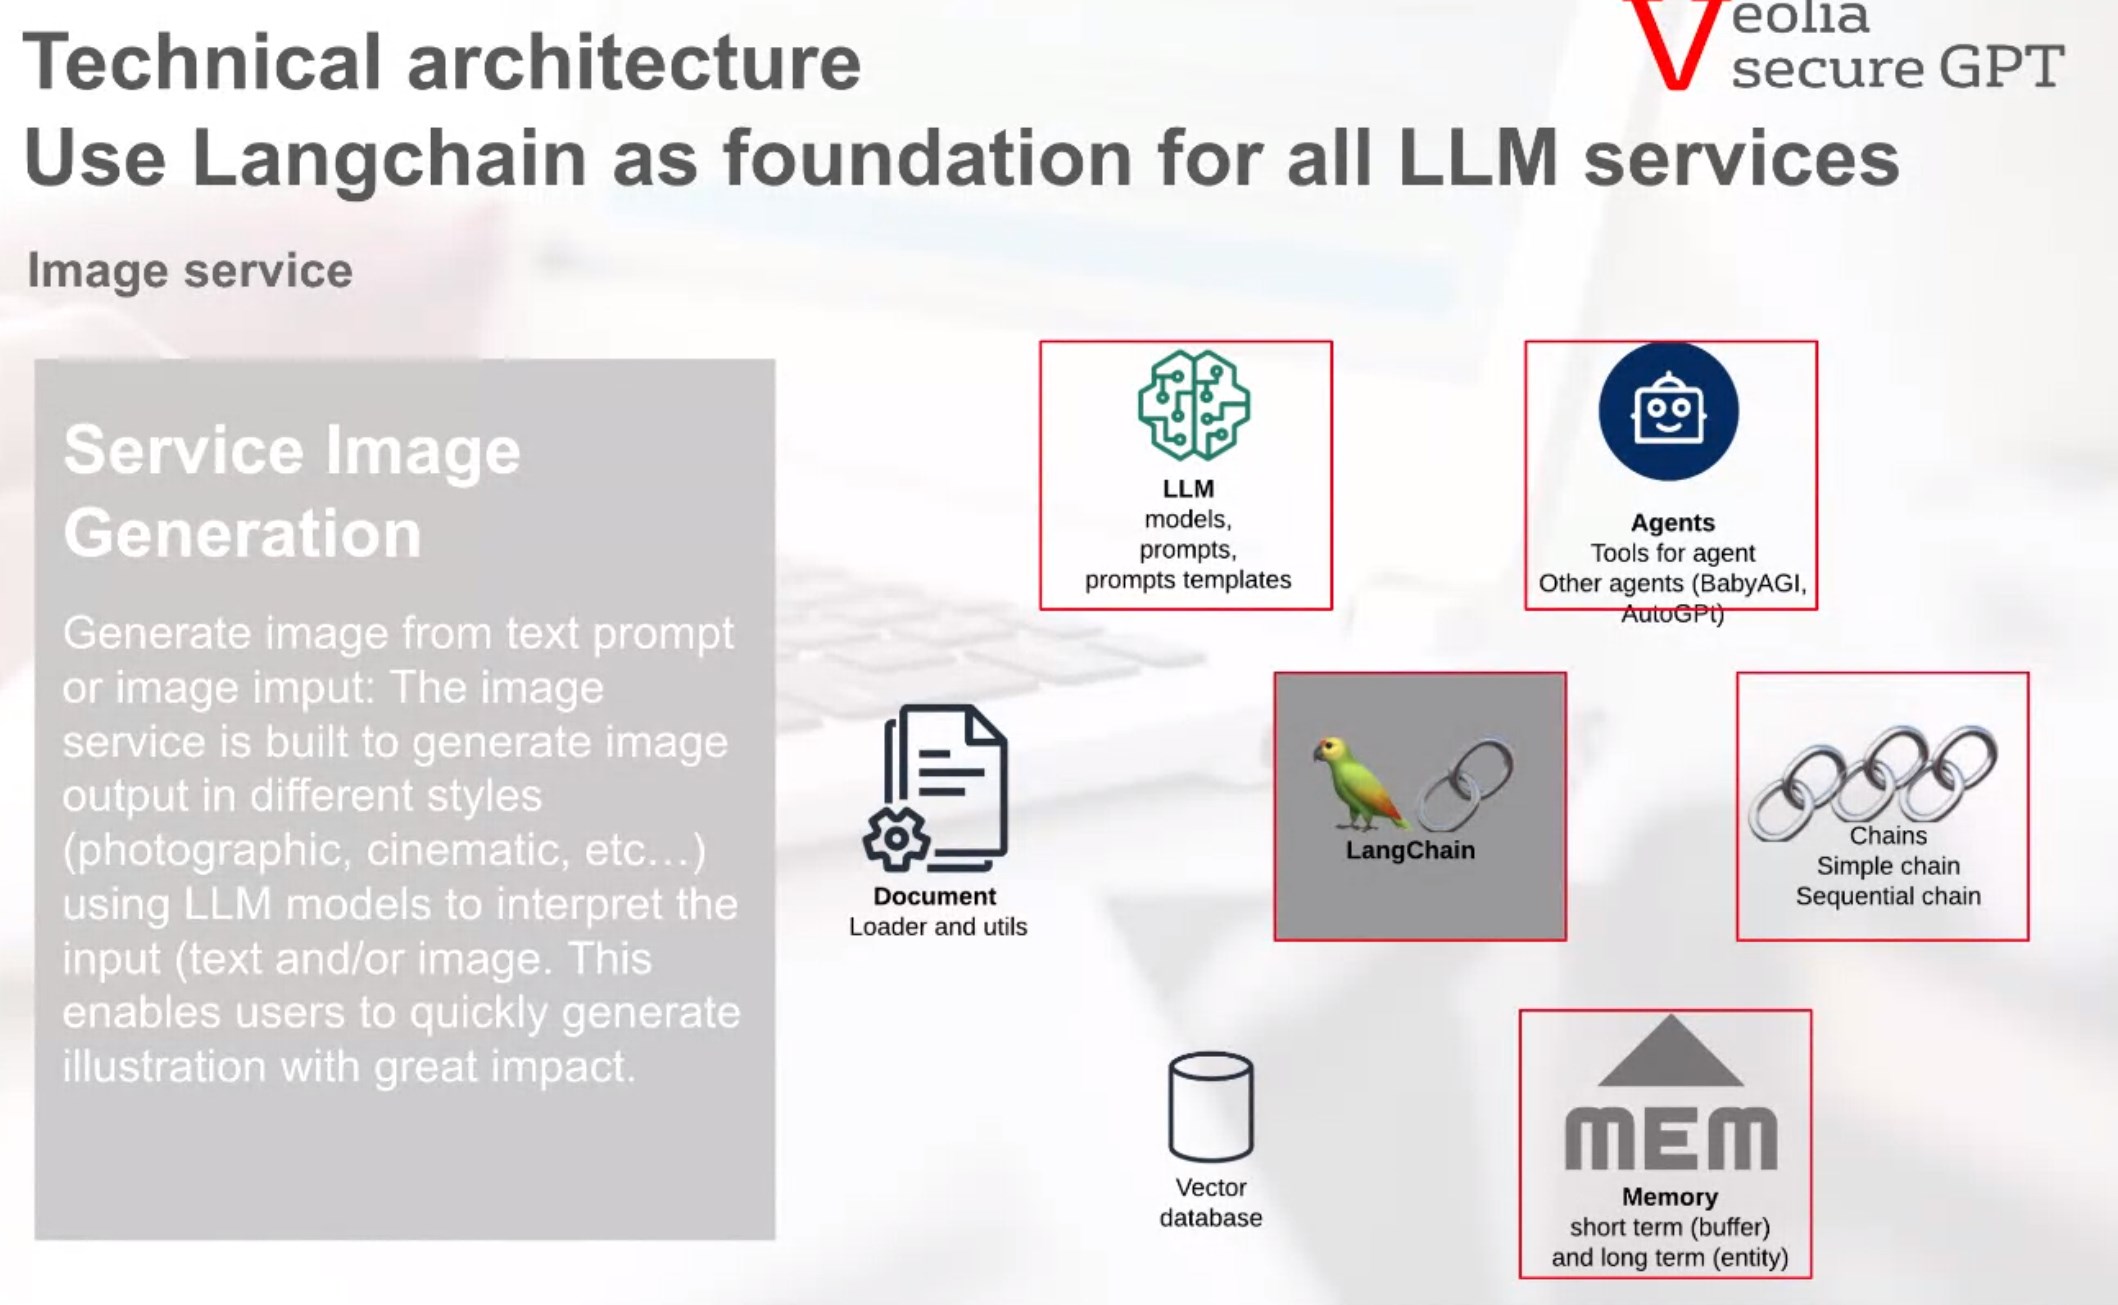 Technical architecture
Use Langchain as foundation for all LLM services
Veolia
secure GPT
Image service
Service Image
Generation
Generate image from text prompt
or image imput: The image
service is built to generate image
output in different styles
(photographic, cinematic, etc...)
using LLM models to interpret the
input (text and/or image. This
enables users to quickly generate
illustration with great impact.
LLM
models,
prompts,
prompts templates
Agents
Tools for agent
Other agents (BabyAGI,
AutoGPt)
Document
Loader and utils
LangChain
Chains
Simple chain
Sequential chain
Vector
database
MEM
Memory
short term (buffer)
and long term (entity)